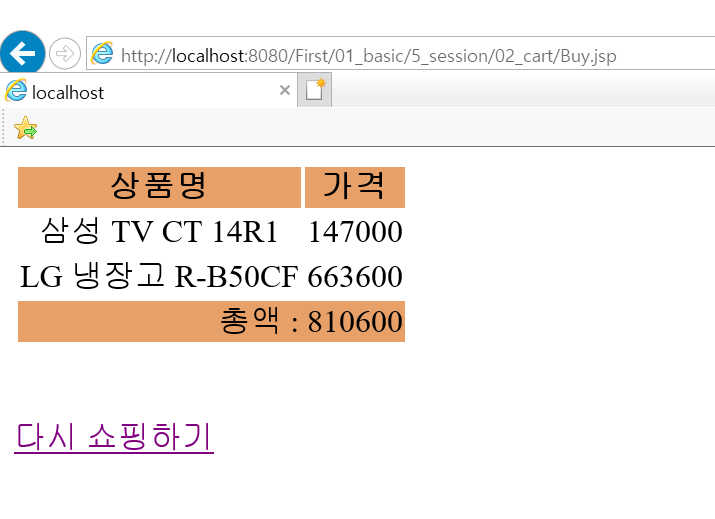 http://localhost:8080/First/01_basic/5_session/02_cart/Buy.jsp
localhost
상품명 가격
삼성 TV CT 14R1 147000
LG 냉장고 R-B50CF 663600
총액 : 810600
다시 쇼핑하기